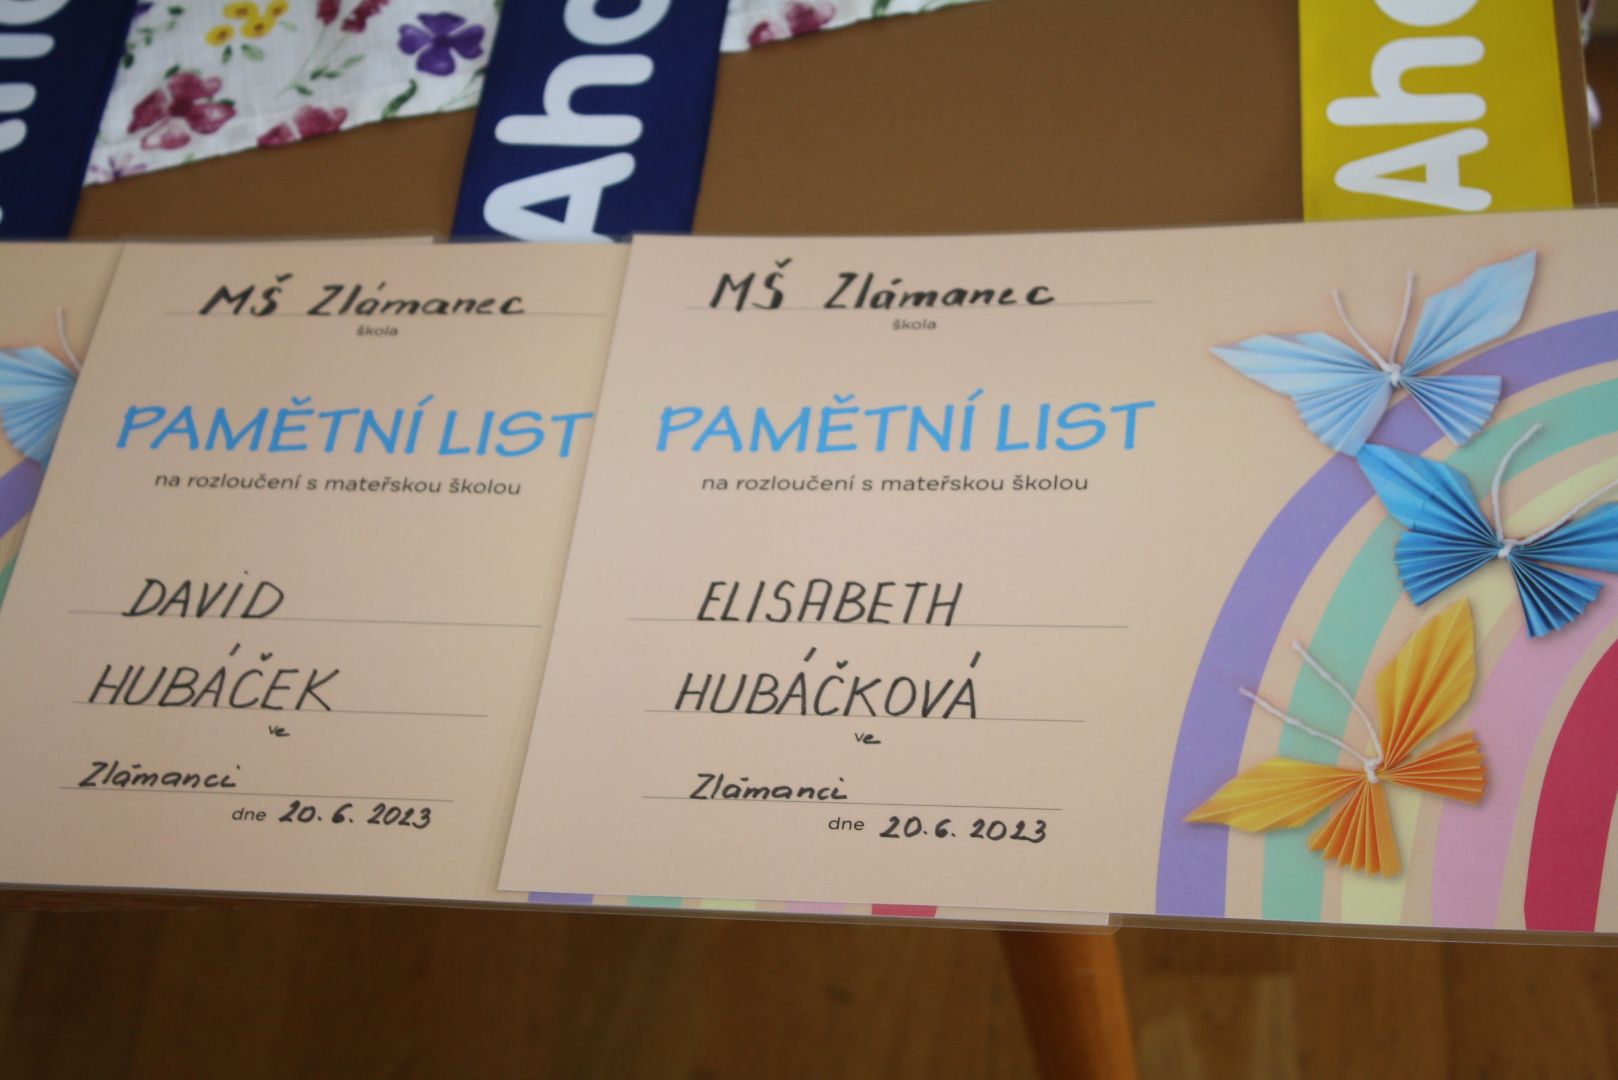 Aho
Aho
MŠ Zlámanec
škola
PAMĚTNÍ LIST
na rozloučení s mateřskou školou
DAVID
HUBÁČEK
ve
Zlámanci
dne 20. 6. 2023
MŠ Zlámanec
škola
PAMĚTNÍ LIST
na rozloučení s mateřskou školou
ELISABETH
HUBÁČKOVÁ
ve
Zlámanci
dne 20. 6. 2023